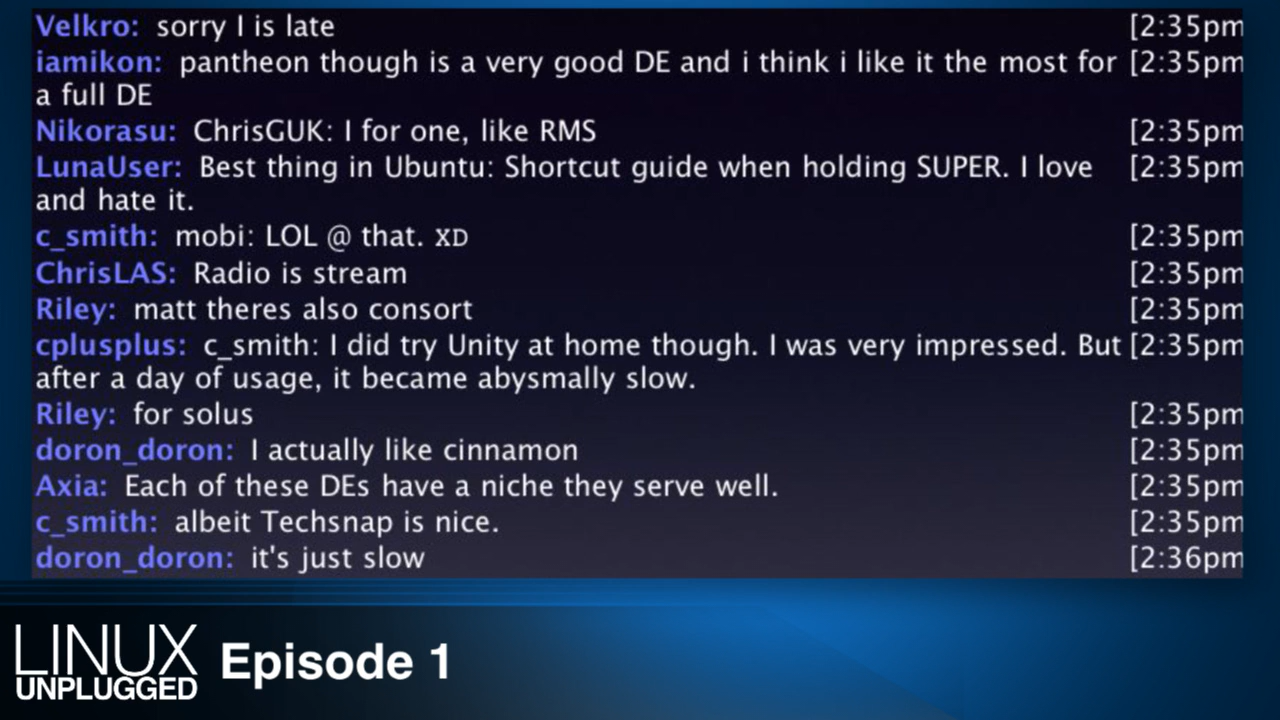 Velkro: sorry I is late [2:35pm
iamikon: pantheon though is a very good DE and i think i like it the most for [2:35pm
a full DE
Nikorasu: ChrisGUK: I for one, like RMS [2:35pm
LunaUser: Best thing in Ubuntu: Shortcut guide when holding SUPER. I love [2:35pm
and hate it.
c_smith: mobi: LOL @ that. XD [2:35pm
ChrisLAS: Radio is stream [2:35pm
Riley: matt theres also consort [2:35pm
cplusplus: c_smith: I did try Unity at home though. I was very impressed. But [2:35pm
after a day of usage, it became abysmally slow.
Riley: for solus [2:35pm
doron_doron: I actually like cinnamon [2:35pm
Axia: Each of these DEs have a niche they serve well. [2:35pm
c_smith: albeit Techsnap is nice. [2:35pm
doron_doron: it's just slow [2:36pm
LINUX
UNPLUGGED
Episode 1